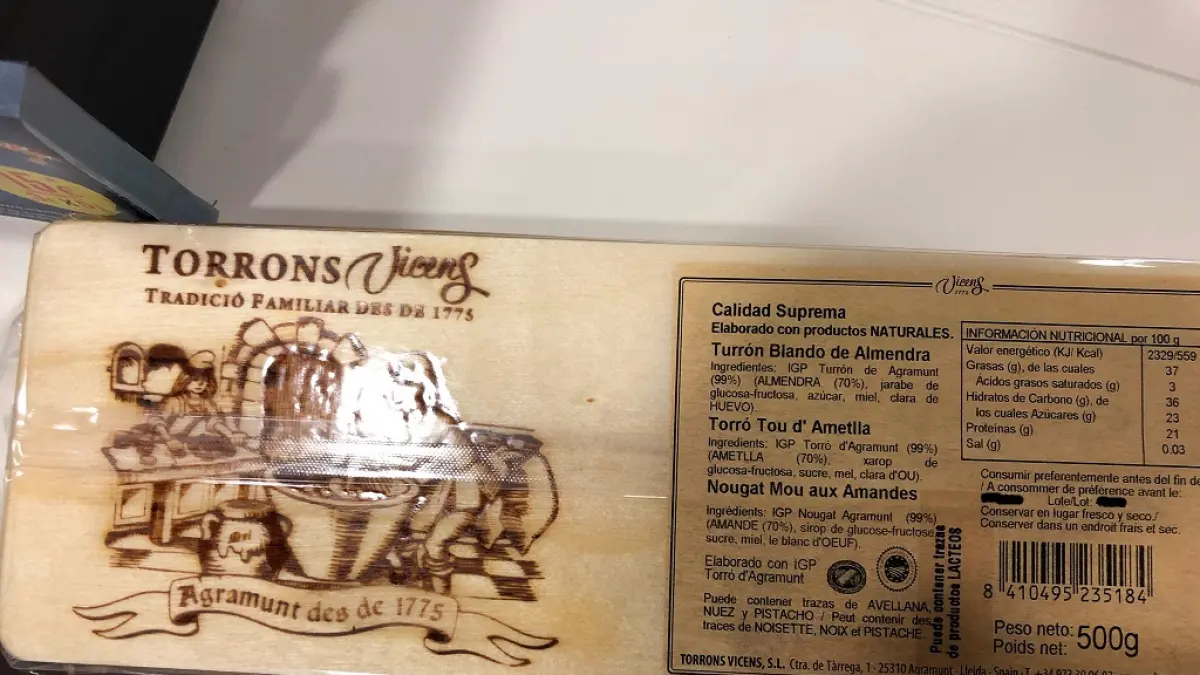 TORRONS Vicens
TRADICIÓ FAMILIAR DES DE 1775
Agramunt des de 1775
Vicens
1775
Calidad Suprema
Elaborado con productos NATURALES.
Turrón Blando de Almendra
Ingredientes: IGP Turrón de Agramunt
(99%) (ALMENDRA (70%), jarabe de
glucosa-fructosa, azúcar, miel, clara de
HUEVO).
Torró Tou d' Ametlla
Ingredients: IGP Torró d'Agramunt (99%)
(AMETLLA (70%), xarop de
glucosa-fructosa, sucre, mel, clara d'OU).
Nougat Mou aux Amandes
Ingrédients: IGP Nougat Agramunt (99%)
(AMANDE (70%), sirop de glucose-fructose
sucre, miel, le blanc d'OEUF).
Elaborado con IGP
Torró d'Agramunt
Puede contener trazas de AVELLANA,
NUEZ y PISTACHO / Peut contenir des
traces de NOISETTE, NOIX et PISTACHE.
Puede contener trazas
de productos LACTEOS
INFORMACIÓN NUTRICIONAL por 100 g
Valor energético (KJ/ Kcal) 2329/559
Grasas (g), de las cuales 37
Ácidos grasos saturados (g) 3
Hidratos de Carbono (g), de 36
los cuales Azúcares (g) 23
Proteínas (g) 21
Sal (g) 0.03
Consumir preferentemente antes del fin de
/ A consommer de préférence avant le:
Lote/Lot:
Conservar en lugar fresco y seco./
Conserver dans un endroit frais et sec.
8 410495 235184
Peso neto: 500g
Poids net:
TORRONS VICENS, S.L. Ctra. de Tàrrega, 1 - 25310 Agramunt - Lleida - Spain - T. +34 973 39 06 07